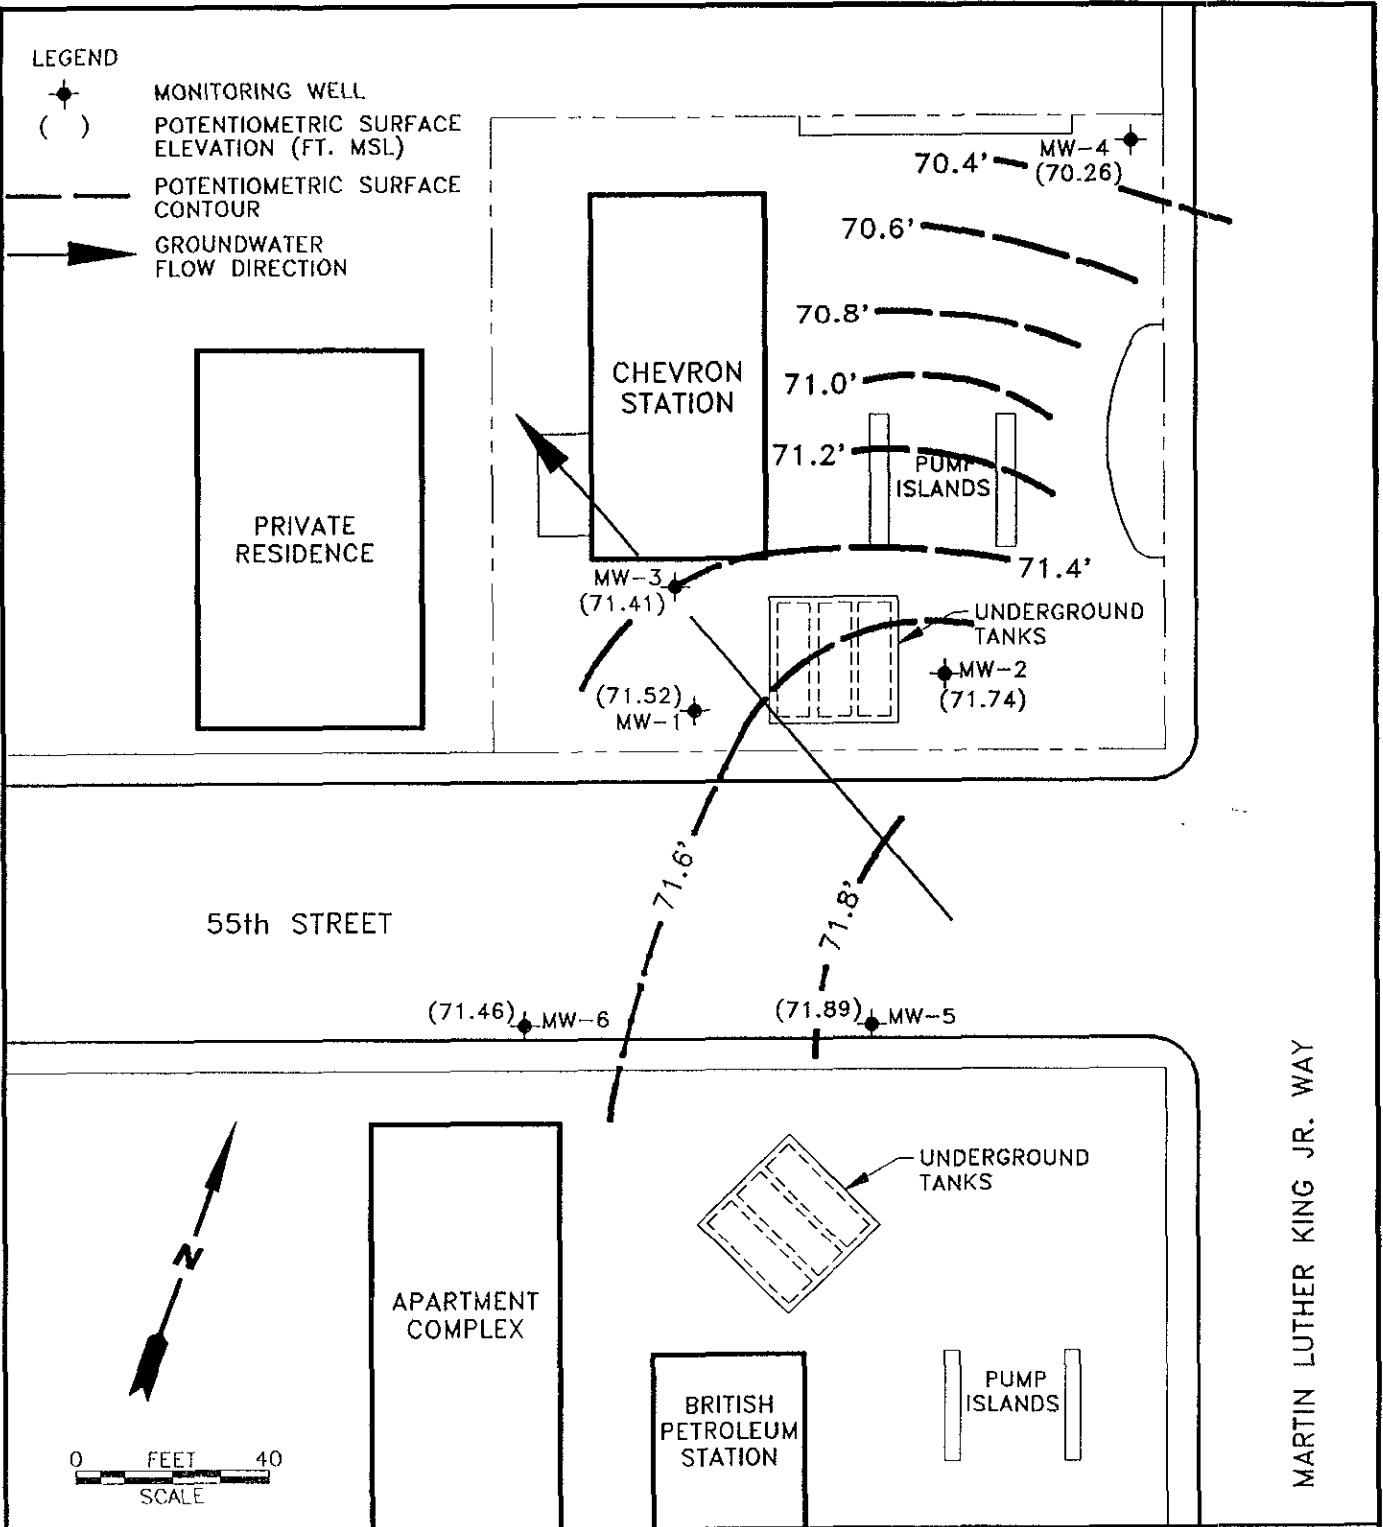 LEGEND
MONITORING WELL
( )
POTENTIOMETRIC SURFACE
ELEVATION (FT. MSL)
POTENTIOMETRIC SURFACE
CONTOUR
GROUNDWATER
FLOW DIRECTION
70.4'
MW-4
(70.26)
70.6'
70.8'
71.0'
71.2'
71.4'
CHEVRON
STATION
PUMP
ISLANDS
PRIVATE
RESIDENCE
MW-3
(71.41)
UNDERGROUND
TANKS
MW-2
(71.74)
(71.52)
MW-1
71.6'
71.8'
55th STREET
(71.46)
MW-6
(71.89)
MW-5
UNDERGROUND
TANKS
N
APARTMENT
COMPLEX
BRITISH
PETROLEUM
STATION
PUMP
ISLANDS
MARTIN LUTHER KING JR. WAY
0 FEET 40
SCALE